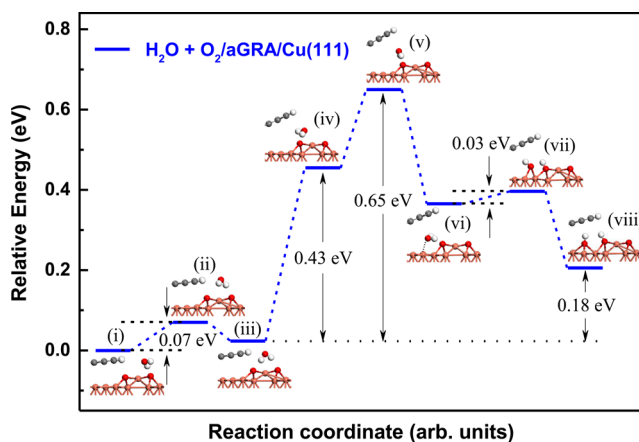 H₂O + O₂/aGRA/Cu(111)
Relative Energy (eV)
0.8
0.6
0.4
0.2
0.0
(i)
(ii)
(iii)
(iv)
(v)
(vi)
(vii)
(viii)
0.07 eV
0.43 eV
0.65 eV
0.03 eV
0.18 eV
Reaction coordinate (arb. units)